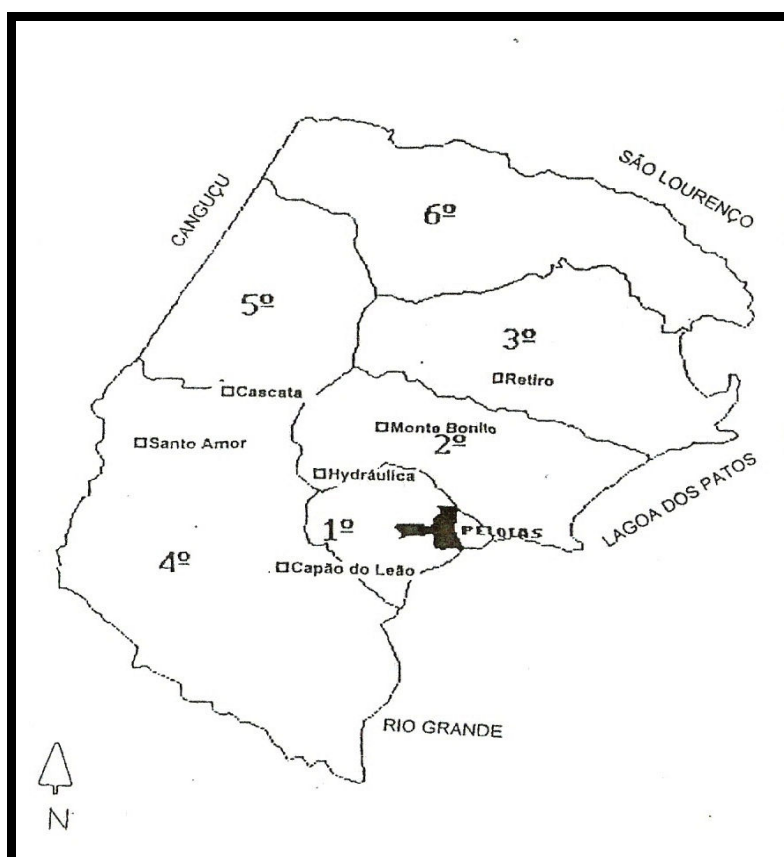 SÃO LOURENÇO
CANGUÇU
6º
5º
3º
Retiro
Cascata
Monte Bonito
2º
Santo Amor
Hydráulica
LAGOA DOS PATOS
1º
PELOTAS
4º
Capão do Leão
RIO GRANDE
N